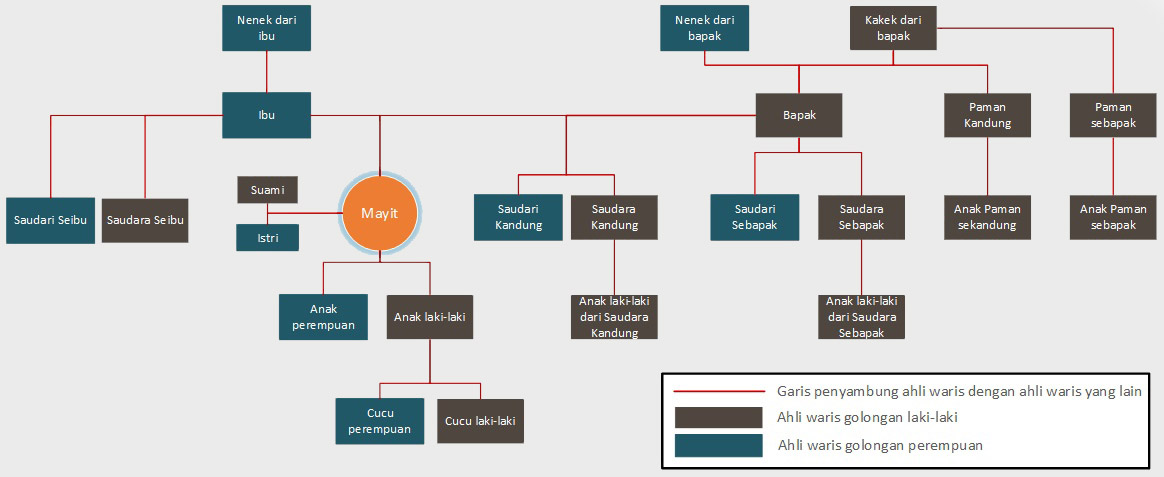 Nenek dari
ibu
Nenek dari
bapak
Kakek dari
bapak
Ibu
Bapak
Paman
Kandung
Paman
sebapak
Saudari Seibu
Saudara Seibu
Suami
Istri
Mayit
Saudari
Kandung
Saudara
Kandung
Saudari
Sebapak
Saudara
Sebapak
Anak Paman
sekandung
Anak Paman
sebapak
Anak
perempuan
Anak laki-laki
Anak laki-laki
dari Saudara
Kandung
Anak laki-laki
dari Saudara
Sebapak
Cucu
perempuan
Cucu laki-laki
Garis penyambung ahli waris dengan ahli waris yang lain
Ahli waris golongan laki-laki
Ahli waris golongan perempuan